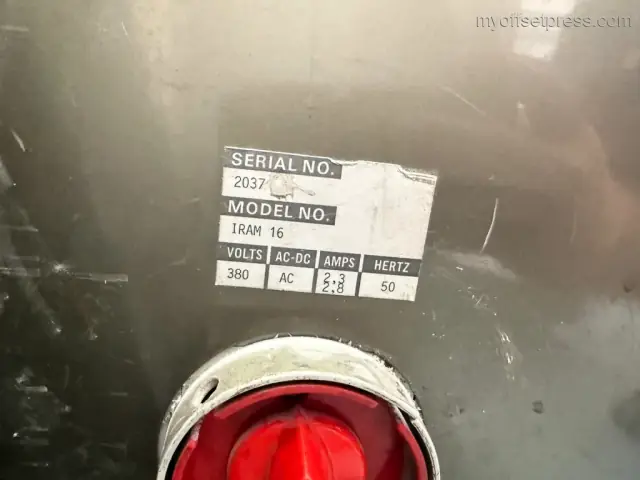 myoffsetpress.com
SERIAL NO.
2037
MODEL NO.
IRAM 16
VOLTS AC-DC AMPS HERTZ
380 AC 2,3 50
2,8